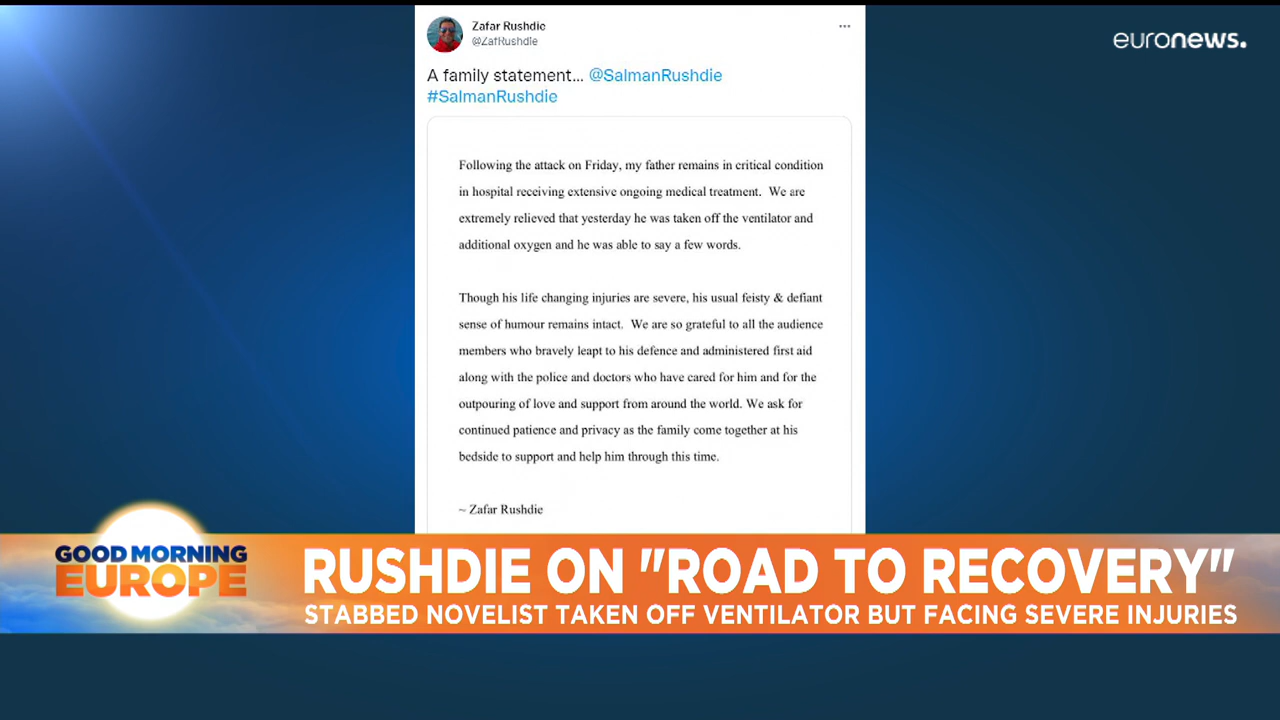 Zafar Rushdie
@ZafRushdie
euronews.
A family statement... @SalmanRushdie
#SalmanRushdie
Following the attack on Friday, my father remains in critical condition
in hospital receiving extensive ongoing medical treatment.  We are
extremely relieved that yesterday he was taken off the ventilator and
additional oxygen and he was able to say a few words.
Though his life changing injuries are severe, his usual feisty & defiant
sense of humour remains intact.  We are so grateful to all the audience
members who bravely leapt to his defence and administered first aid
along with the police and doctors who have cared for him and for the
outpouring of love and support from around the world. We ask for
continued patience and privacy as the family come together at his
bedside to support and help him through this time.
~ Zafar Rushdie
GOOD MORNING
EUROPE
RUSHDIE ON "ROAD TO RECOVERY"
STABBED NOVELIST TAKEN OFF VENTILATOR BUT FACING SEVERE INJURIES